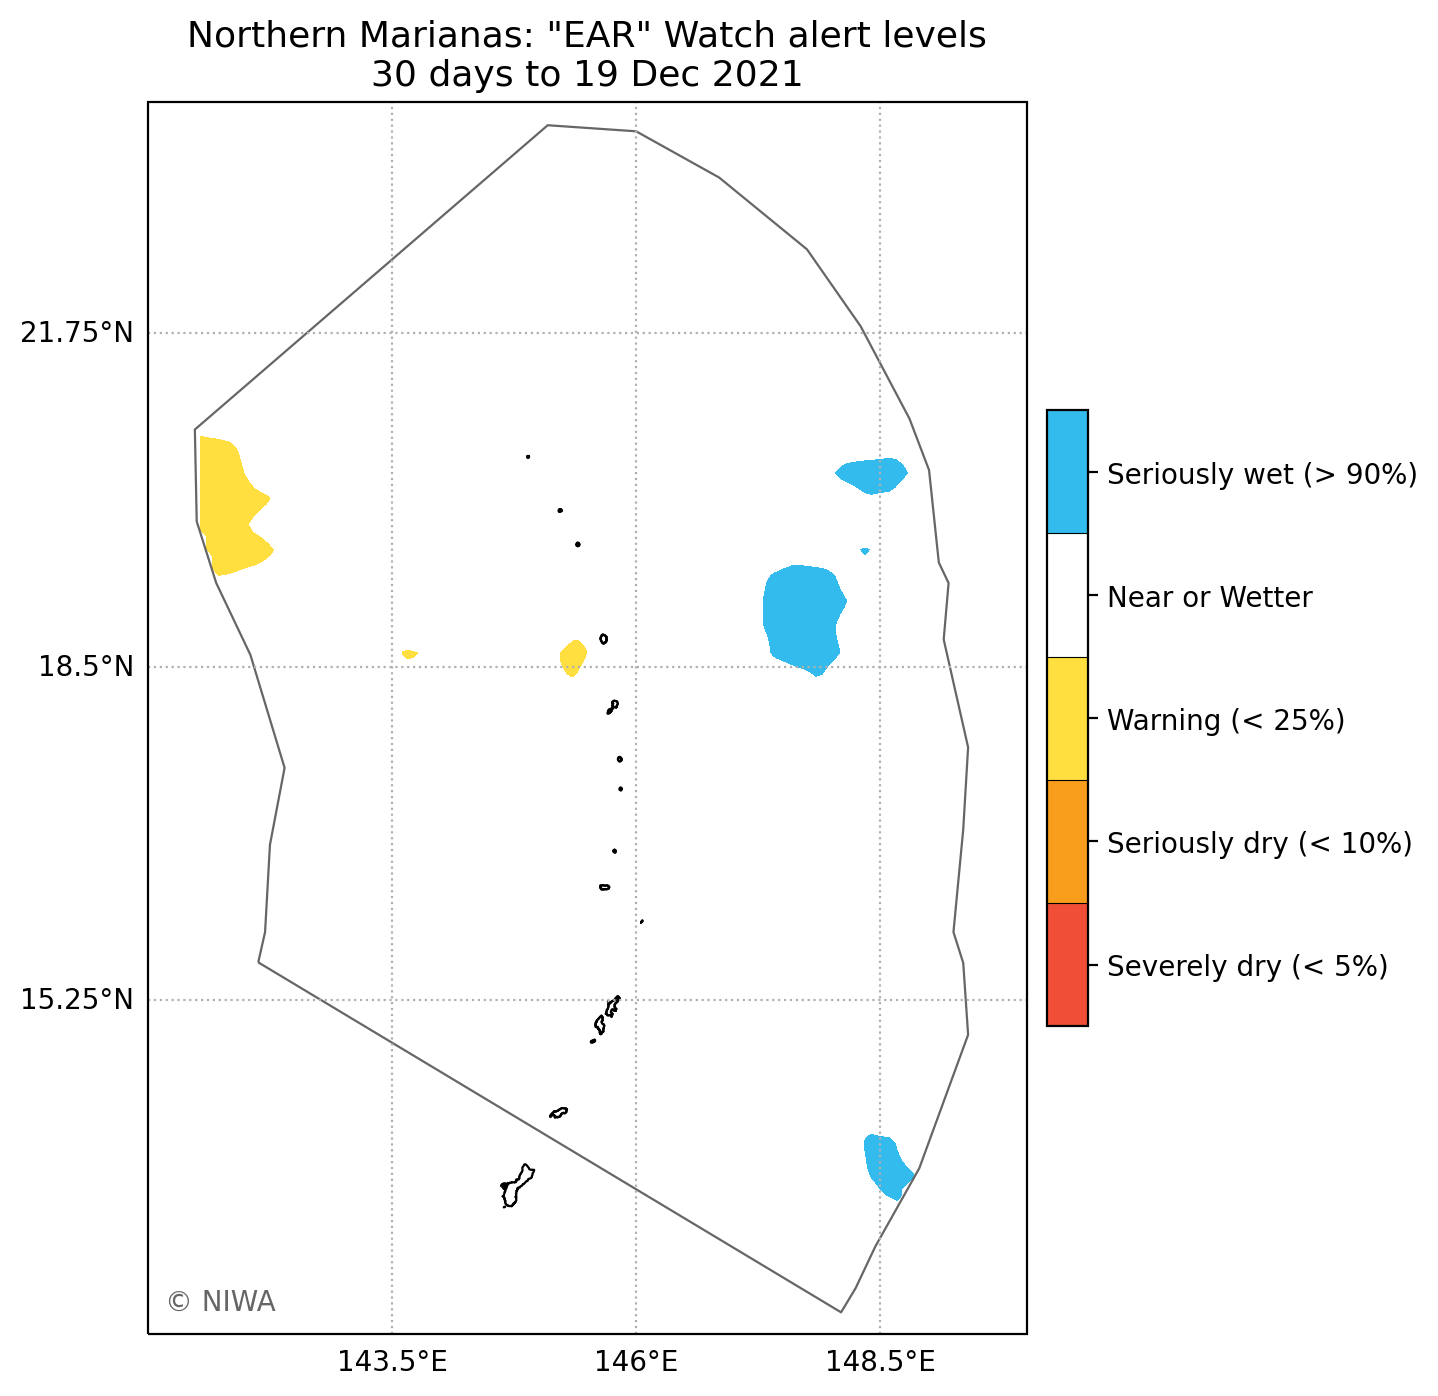 Northern Marianas: "EAR" Watch alert levels
30 days to 19 Dec 2021
21.75°N
18.5°N
15.25°N
143.5°E
146°E
148.5°E
Seriously wet (> 90%)
Near or Wetter
Warning (< 25%)
Seriously dry (< 10%)
Severely dry (< 5%)
© NIWA